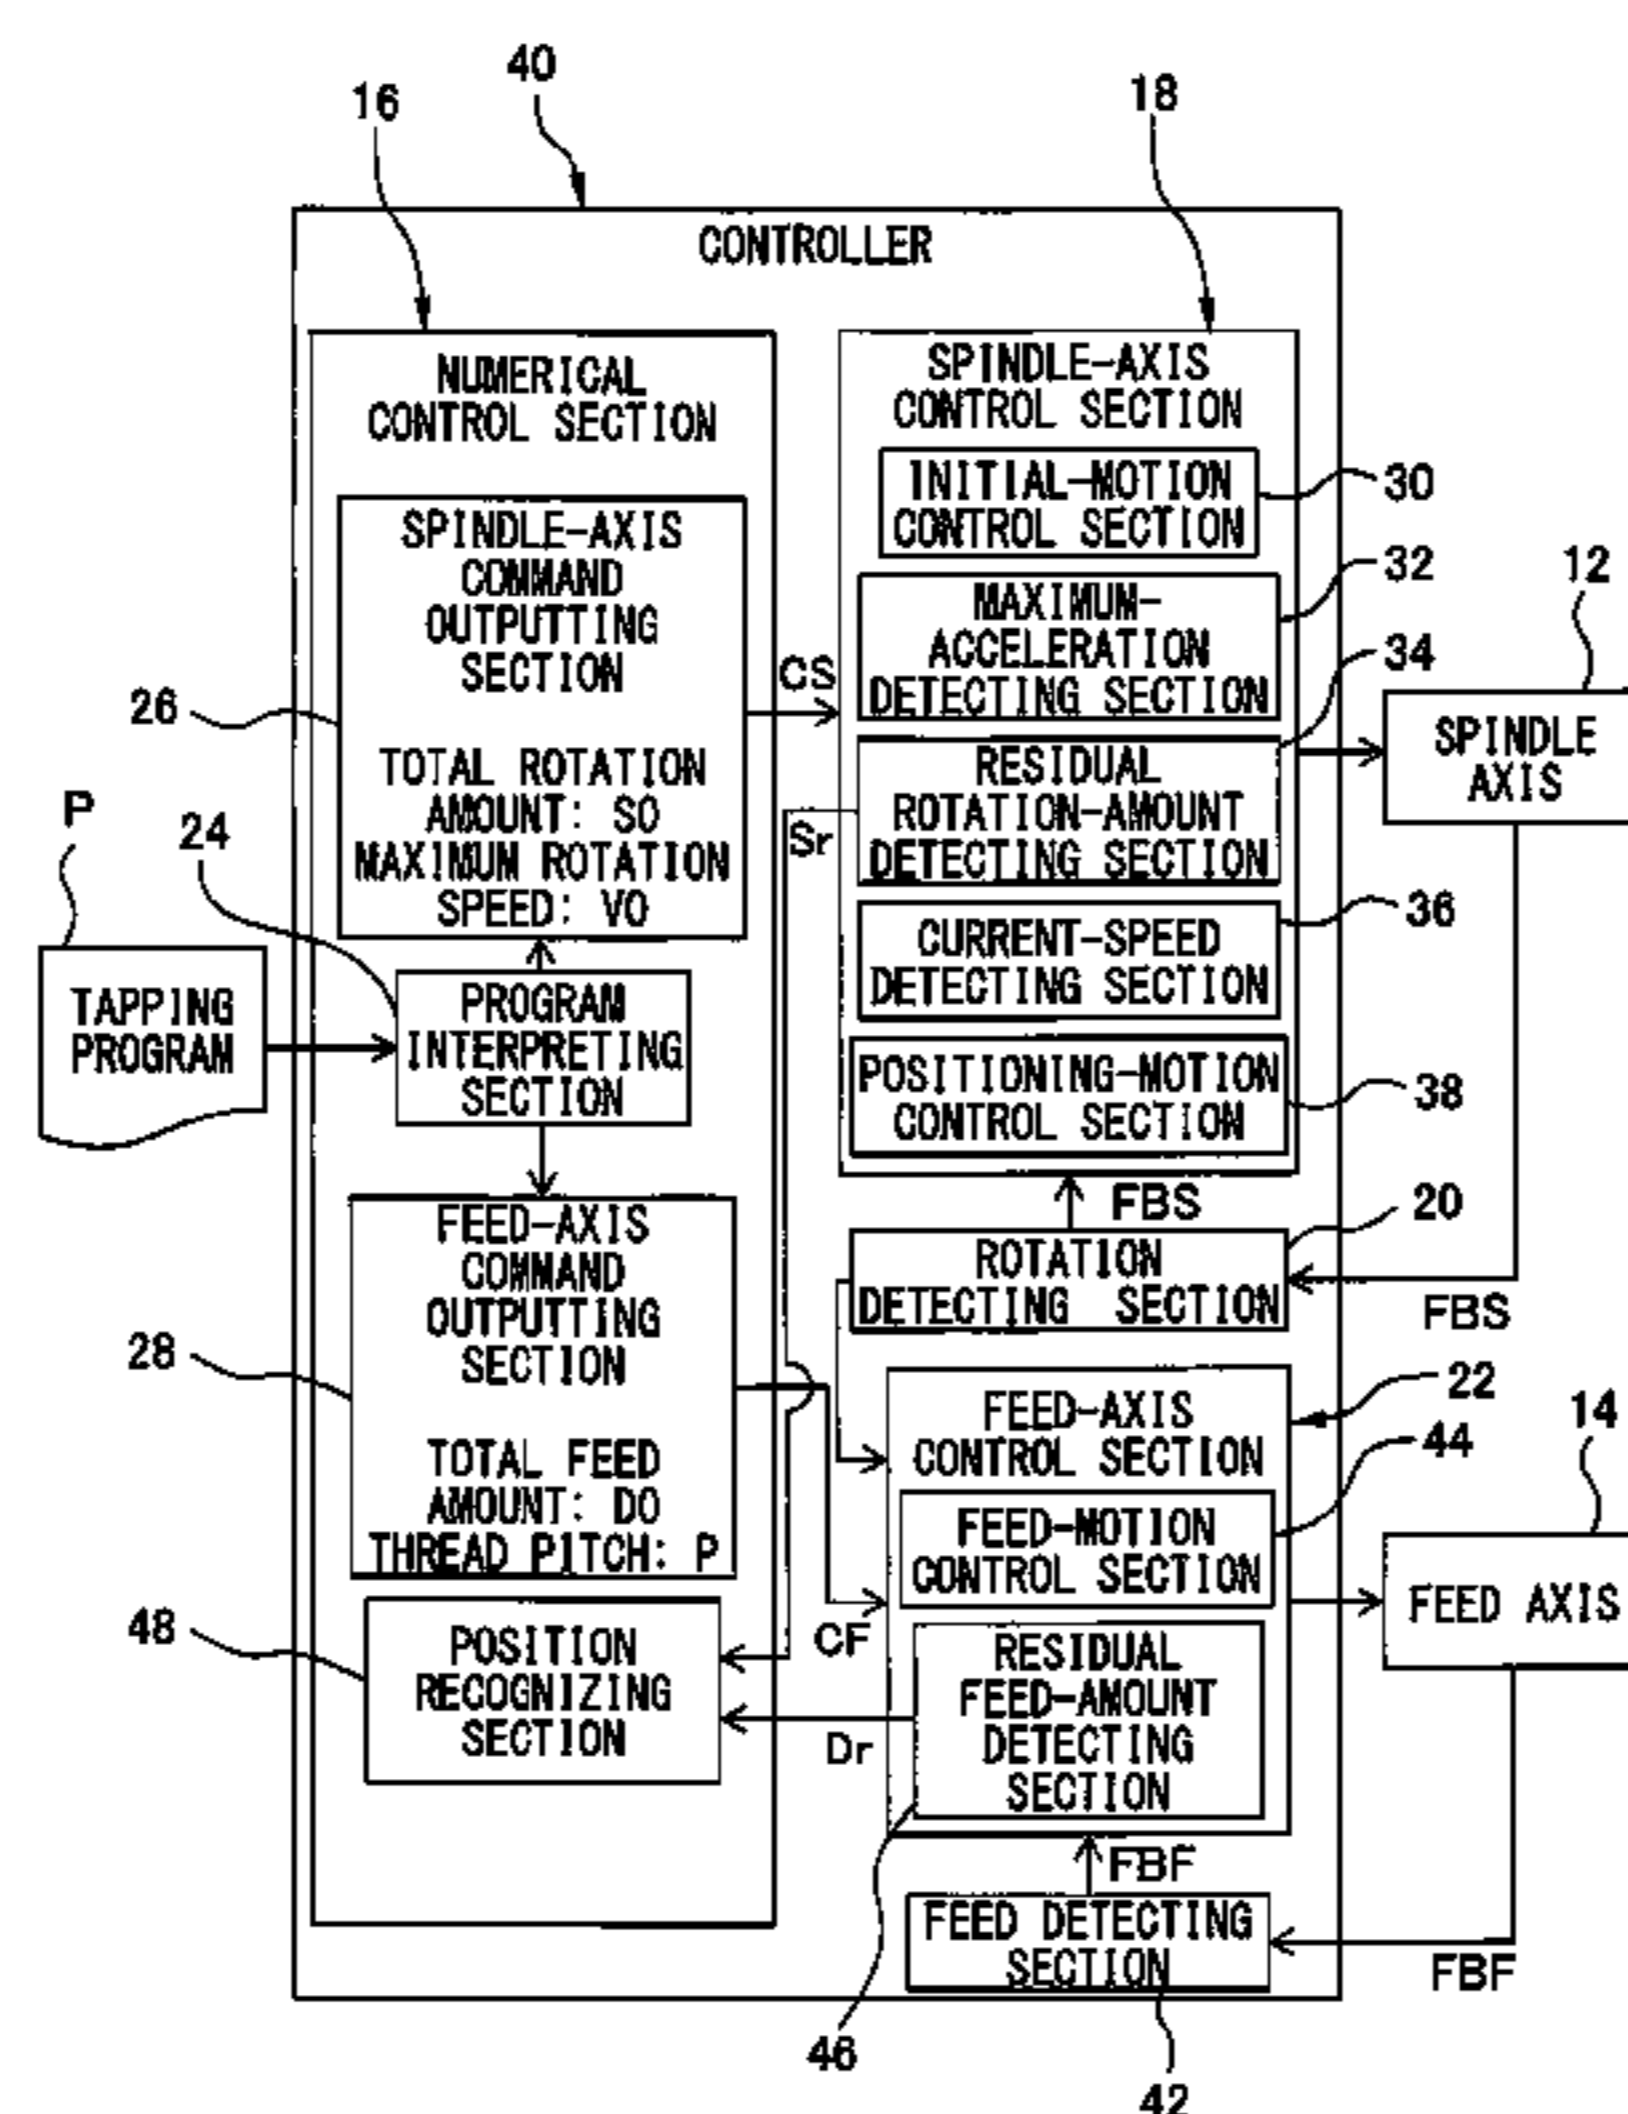 40
16
18
CONTROLLER
NUMERICAL
CONTROL SECTION
SPINDLE-AXIS
COMMAND
OUTPUTTING
SECTION
TOTAL ROTATION
AMOUNT: S0
MAXIMUM ROTATION
SPEED: V0
26
P
24
TAPPING
PROGRAM
PROGRAM
INTERPRETING
SECTION
FEED-AXIS
COMMAND
OUTPUTTING
SECTION
TOTAL FEED
AMOUNT: D0
THREAD PITCH: P
28
POSITION
RECOGNIZING
SECTION
48
CS
Sr
SPINDLE-AXIS
CONTROL SECTION
INITIAL-MOTION
CONTROL SECTION
30
MAXIMUM-
ACCELERATION
DETECTING SECTION
32
RESIDUAL
ROTATION-AMOUNT
DETECTING SECTION
34
CURRENT-SPEED
DETECTING SECTION
36
POSITIONING-MOTION
CONTROL SECTION
38
12
SPINDLE
AXIS
FBS
ROTATION
DETECTING SECTION
20
FBS
FEED-AXIS
CONTROL SECTION
22
FEED-MOTION
CONTROL SECTION
44
14
FEED AXIS
CF
RESIDUAL
FEED-AMOUNT
DETECTING
SECTION
Dr
46
FBF
FEED DETECTING
SECTION
FBF
42